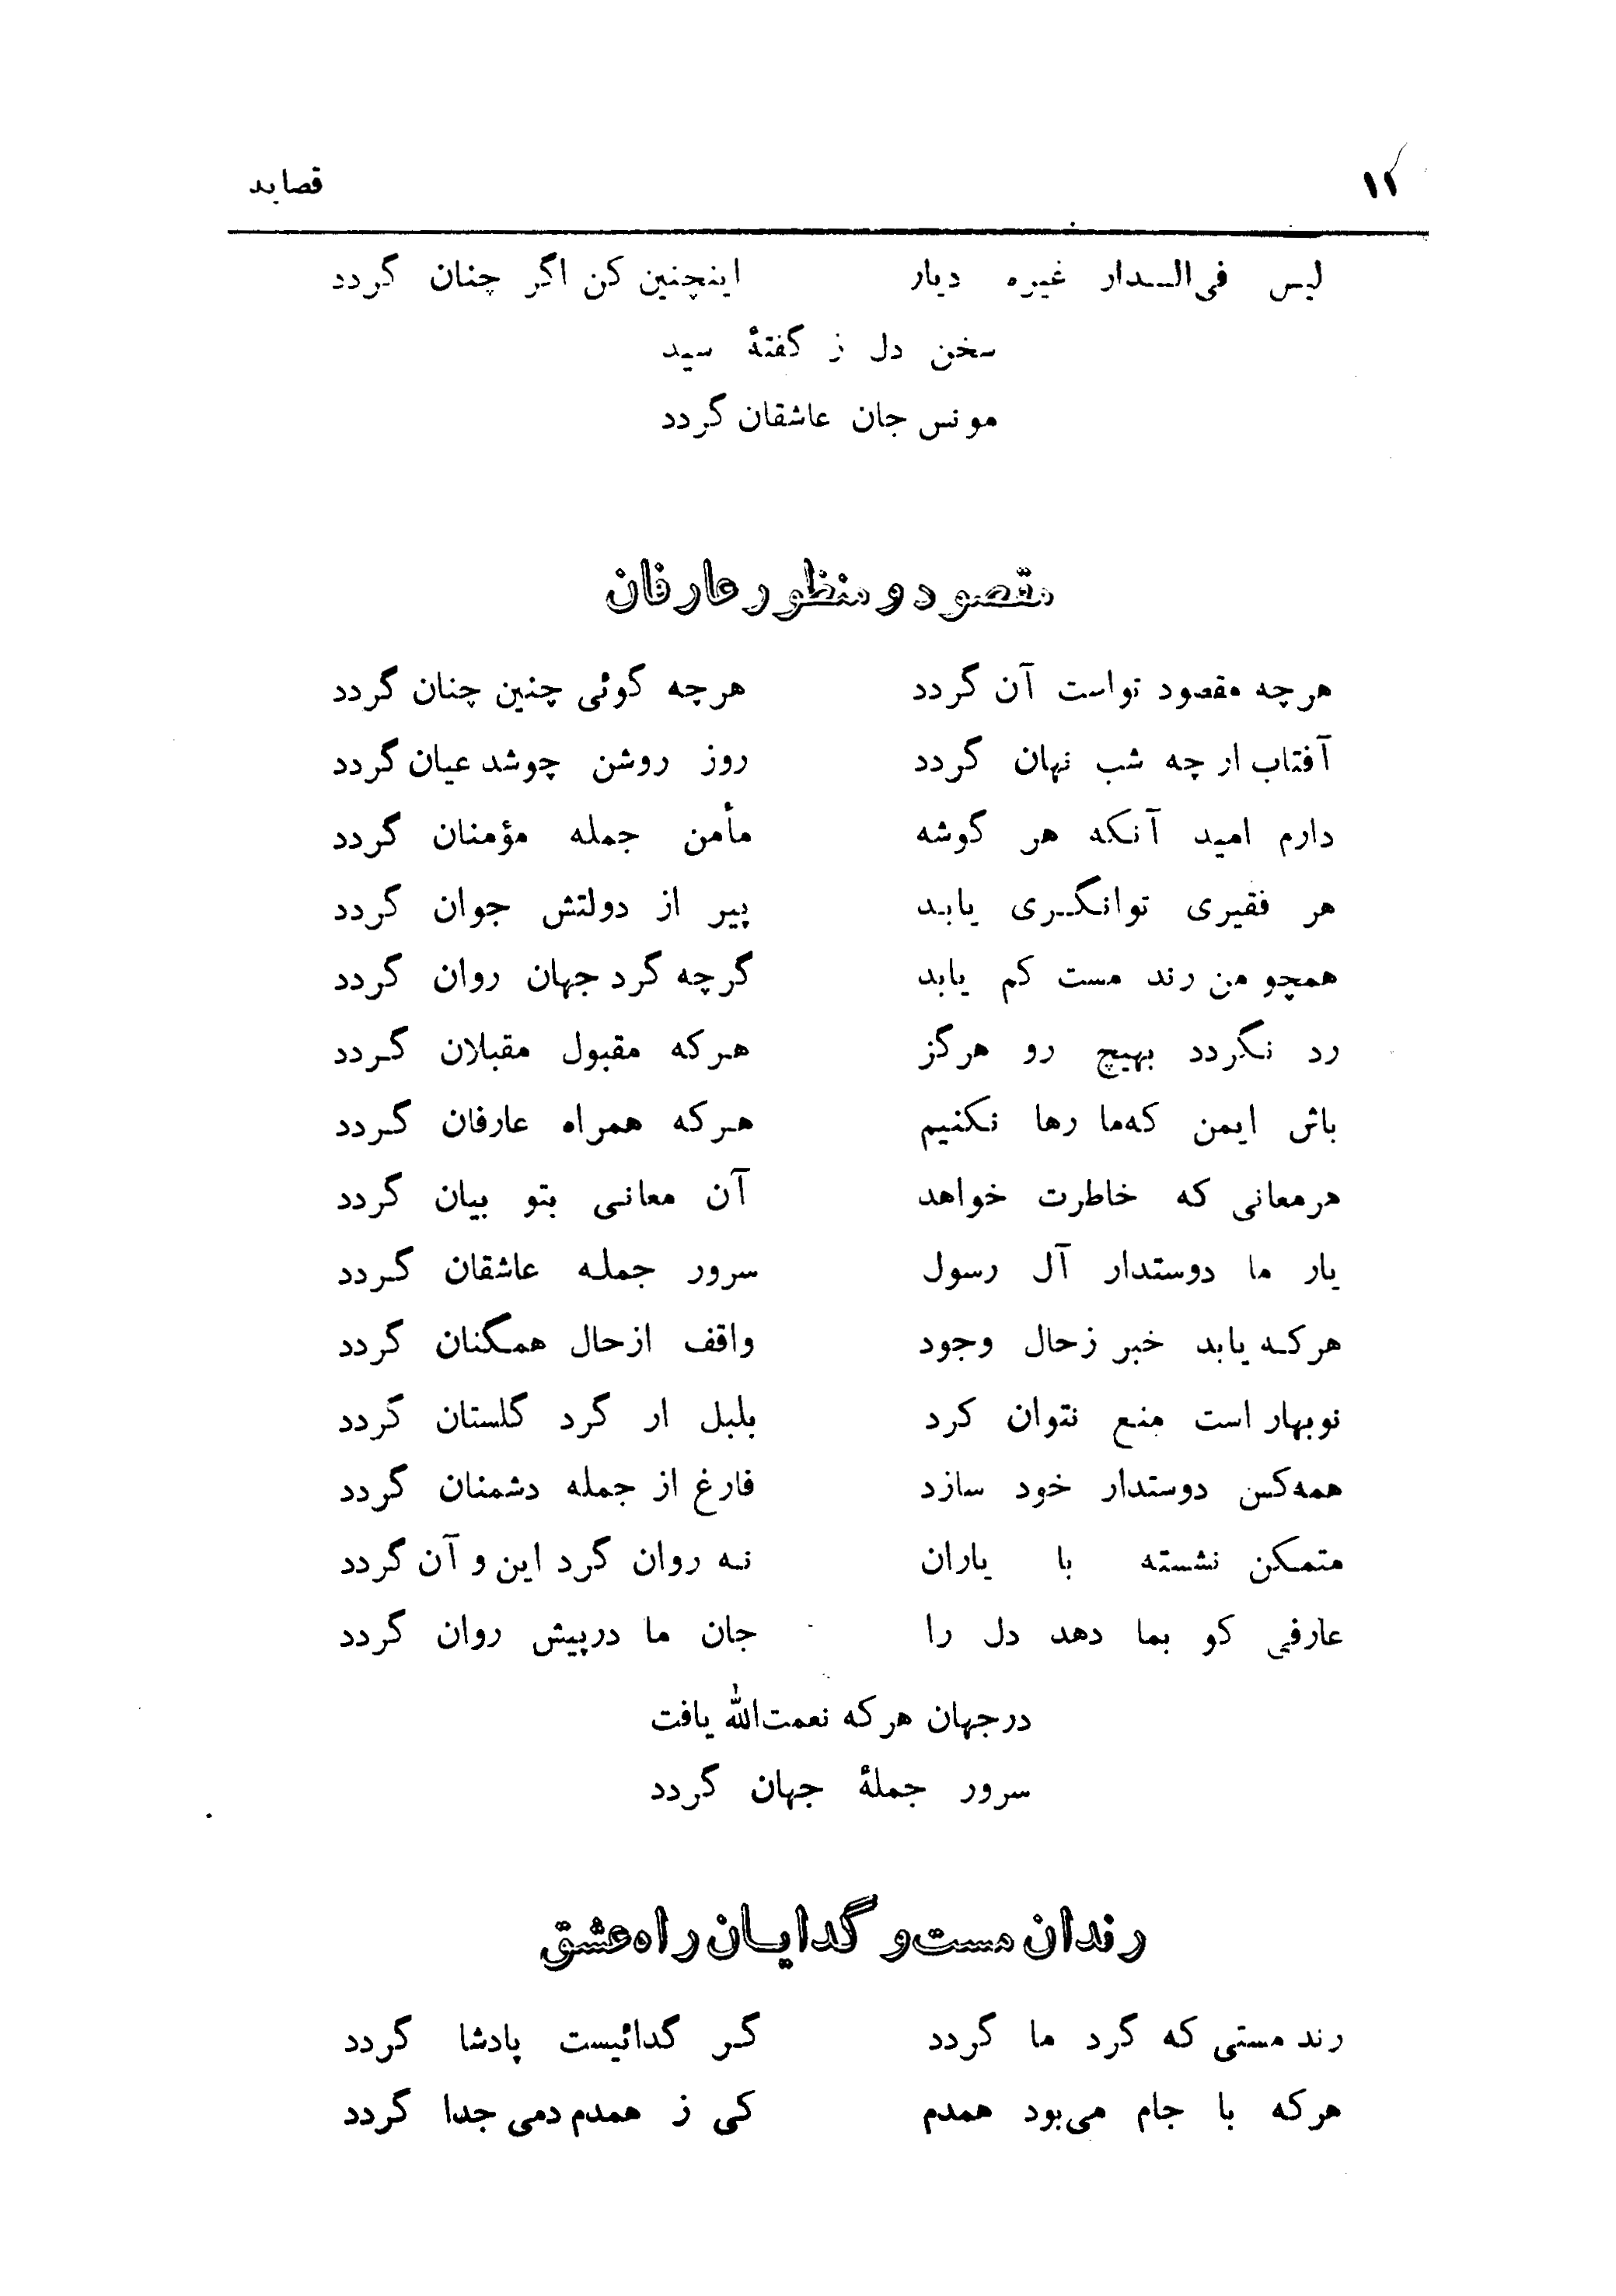 ۱۲ قصاید
لیس فی‌الدار غیره دیار اینچنین کن اگر چنان گردد
سخن دل ز گفتهٔ سید
مونس جان عاشقان گردد
مقصود و منظور عارفان
هرچه مقصود تواست آن گردد هرچه گوئی چنین چنان گردد
آفتاب ار چه شب نهان گردد روز روشن چوشد عیان گردد
دارم امید آنکه هر گوشه مأمن جمله مؤمنان گردد
هر فقیری توانگری یابد پیر از دولتش جوان گردد
همچو من رند مست کم یابد گرچه گرد جهان روان گردد
رد نگردد بهیچ رو هرگز هرکه مقبول مقبلان گردد
باش ایمن که‌ما رها نکنیم هرکه همراه عارفان گردد
هرمعانی که خاطرت خواهد آن معانی بتو بیان گردد
یار ما دوستدار آل رسول سرور جمله عاشقان گردد
هرکه یابد خبر زحال وجود واقف ازحال همگنان گردد
نوبهار است منع نتوان کرد بلبل ار گرد گلستان گردد
همه‌کس دوستدار خود سازد فارغ از جمله دشمنان گردد
متمکن نشسته با یاران نه روان گرد این و آن گردد
عارفی کو بما دهد دل را جان ما درپیش روان گردد
درجهان هرکه نعمت‌الله یافت
سرور جملهٔ جهان گردد
رندان مست و گدایان راه عشق
رند مستی که گرد ما گردد گر گدائیست پادشا گردد
هرکه با جام می‌بود همدم کی ز همدم دمی جدا گردد